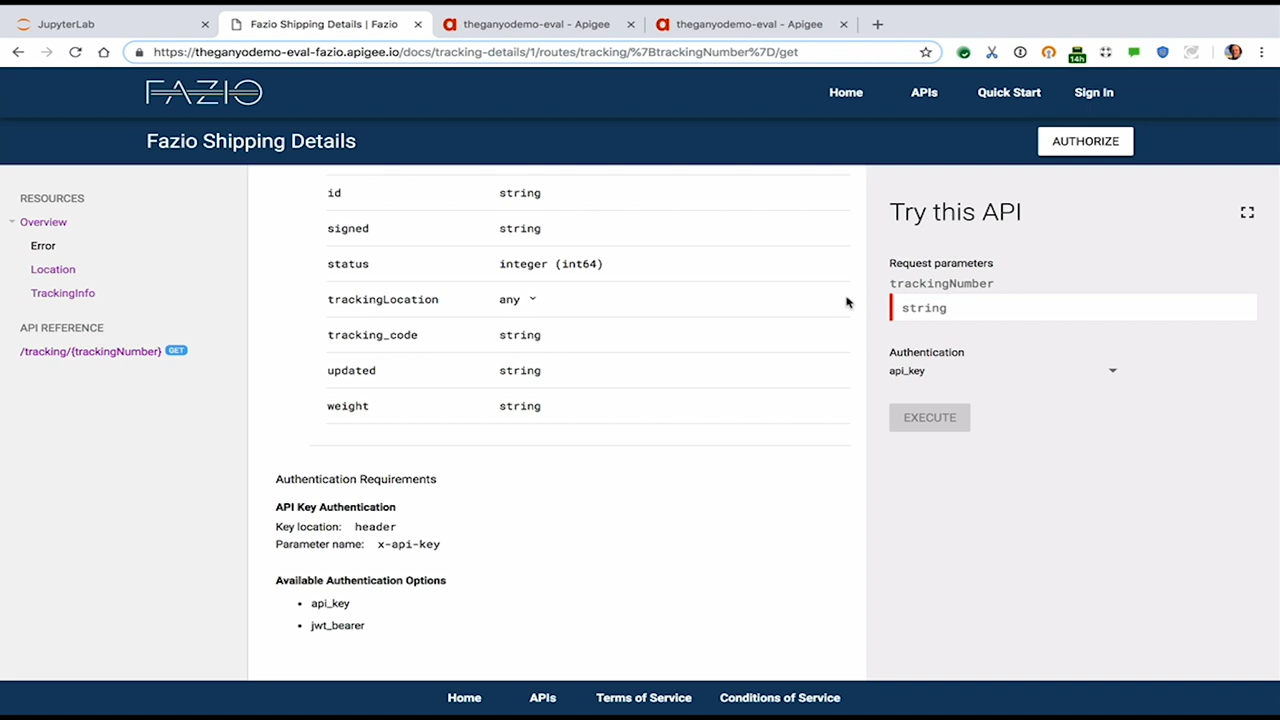 JupyterLab
Fazio Shipping Details | Fazio
theganyodemo-eval - Apigee
theganyodemo-eval - Apigee
https://theganyodemo-eval-fazio.apigee.io/docs/tracking-details/1/routes/tracking/%7BtrackingNumber%7D/get
14h
FAZIO
Home
APIs
Quick Start
Sign In
Fazio Shipping Details
AUTHORIZE
RESOURCES
Overview
Error
Location
TrackingInfo
API REFERENCE
/tracking/{trackingNumber} GET
id string
signed string
status integer (int64)
trackingLocation any
tracking_code string
updated string
weight string
Authentication Requirements
API Key Authentication
Key location: header
Parameter name: x-api-key
Available Authentication Options
• api_key
• jwt_bearer
Try this API
Request parameters
trackingNumber
string
Authentication
api_key
EXECUTE
Home
APIs
Terms of Service
Conditions of Service